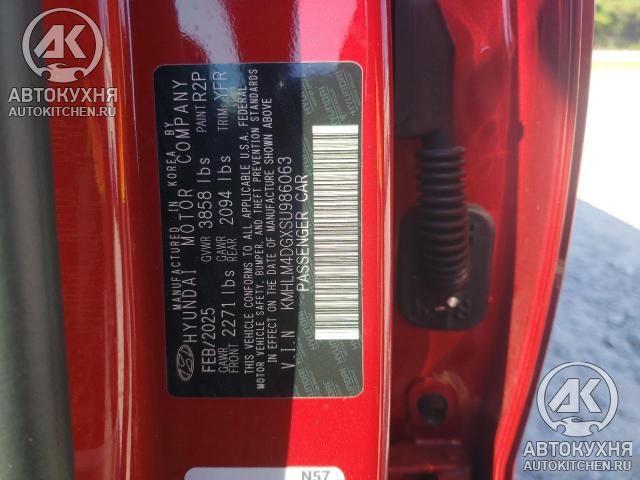 АВТОКУХНЯ
AUTOKITCHEN.RU
MANUFACTURED IN KOREA BY
HYUNDAI MOTOR COMPANY
FEB/2025 GVWR 3858 lbs PAINT R2P
GAWR FRONT 2271 lbs GAWR REAR 2094 lbs TRIM YFR
THIS VEHICLE CONFORMS TO ALL APPLICABLE U.S.A. FEDERAL
MOTOR VEHICLE SAFETY, BUMPER, AND THEFT PREVENTION STANDARDS
IN EFFECT ON THE DATE OF MANUFACTURE SHOWN ABOVE
V.I.N KMHLM4DGXSU986063
PASSENGER CAR
N57
АВТОКУХНЯ
AUTOKITCHEN.RU